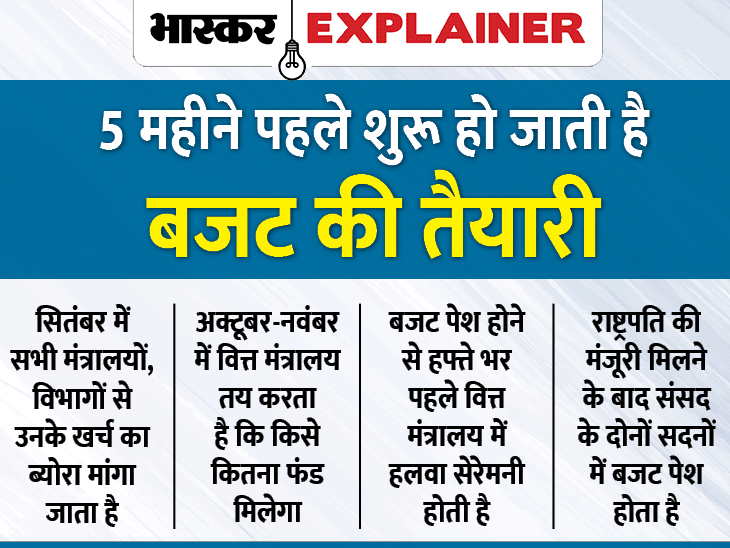 भास्कर EXPLAINER
5 महीने पहले शुरू हो जाती है
बजट की तैयारी
सितंबर में
सभी मंत्रालयों,
विभागों से
उनके खर्च का
ब्योरा मांगा
जाता है
अक्टूबर-नवंबर
में वित्त मंत्रालय
तय करता
है कि किसे
कितना फंड
मिलेगा
बजट पेश होने
से हफ्ते भर
पहले वित्त
मंत्रालय में
हलवा सेरेमनी
होती है
राष्ट्रपति की
मंजूरी मिलने
के बाद संसद
के दोनों सदनों
में बजट पेश
होता है